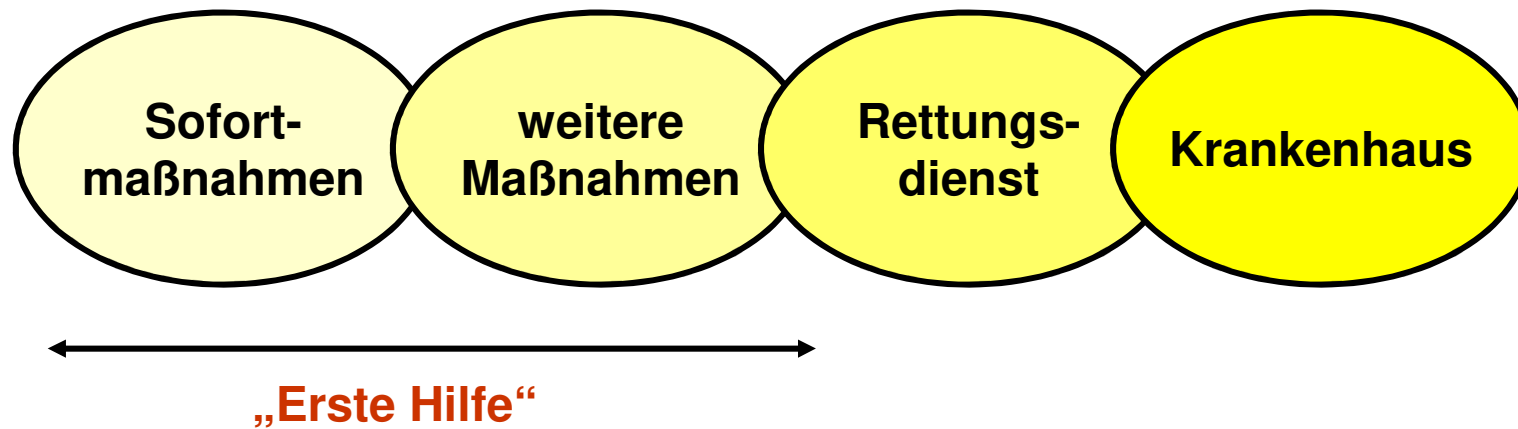 Sofort-
maßnahmen
weitere
Maßnahmen
Rettungs-
dienst
Krankenhaus
„Erste Hilfe“